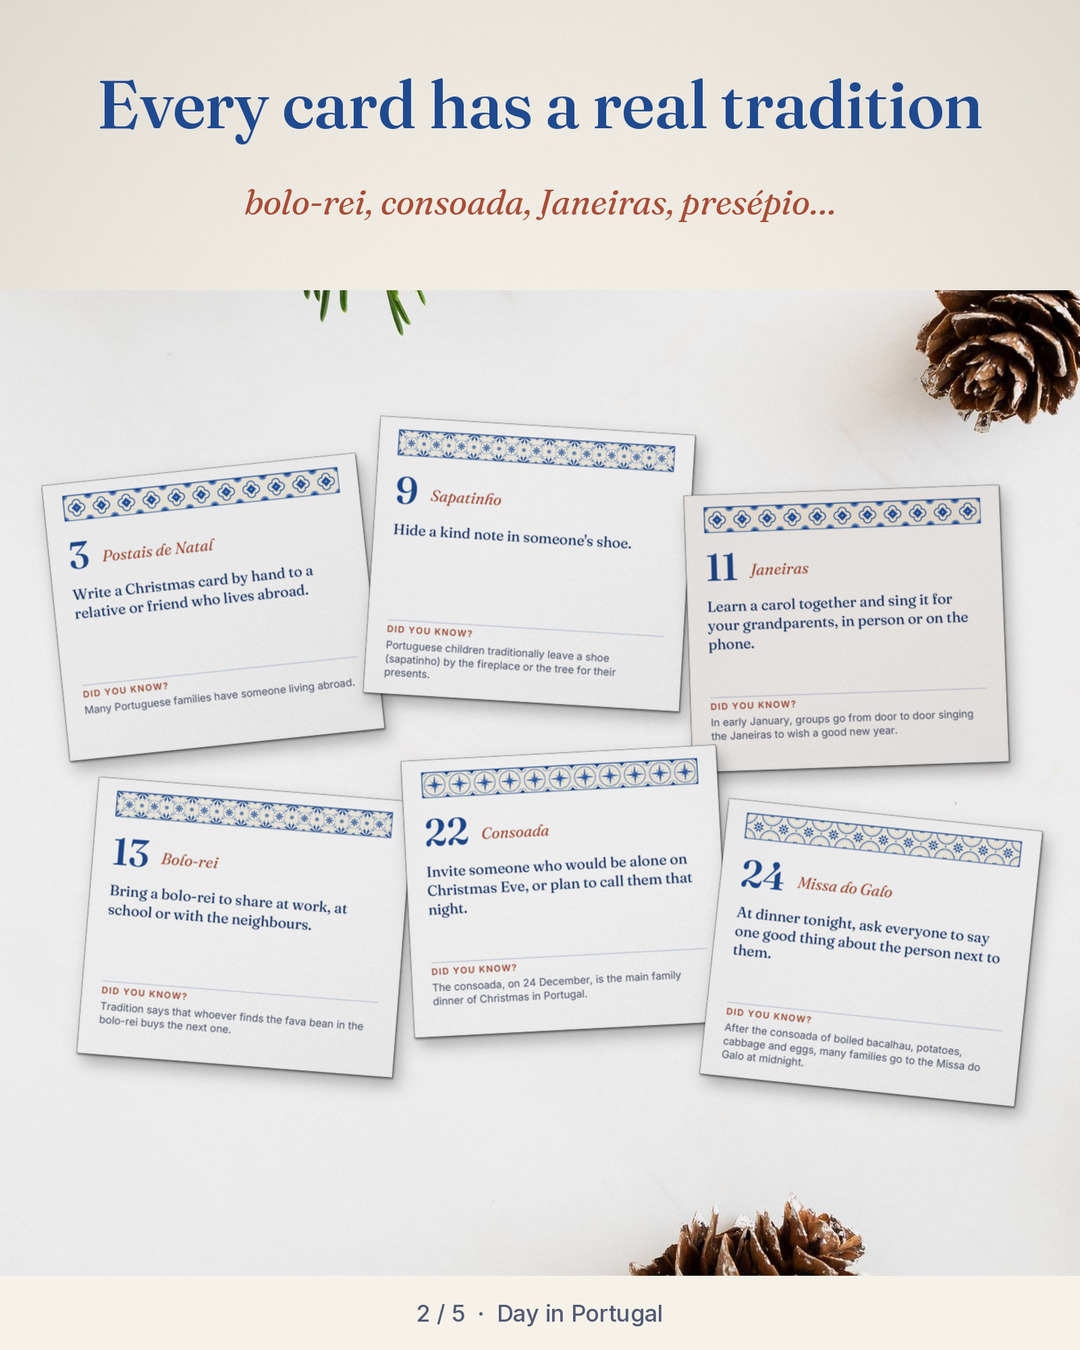 Every card has a real tradition
bolo-rei, consoada, Janeiras, presépio...
3 Postais de Natal
Write a Christmas card by hand to a
relative or friend who lives abroad.
DID YOU KNOW?
Many Portuguese families have someone living abroad.
9 Sapatinho
Hide a kind note in someone's shoe.
DID YOU KNOW?
Portuguese children traditionally leave a shoe
(sapatinho) by the fireplace or the tree for their
presents.
11 Janeiras
Learn a carol together and sing it for
your grandparents, in person or on the
phone.
DID YOU KNOW?
In early January, groups go from door to door singing
the Janeiras to wish a good new year.
13 Bolo-rei
Bring a bolo-rei to share at work, at
school or with the neighbours.
DID YOU KNOW?
Tradition says that whoever finds the fava bean in the
bolo-rei buys the next one.
22 Consoada
Invite someone who would be alone on
Christmas Eve, or plan to call them that
night.
DID YOU KNOW?
The consoada, on 24 December, is the main family
dinner of Christmas in Portugal.
24 Missa do Galo
At dinner tonight, ask everyone to say
one good thing about the person next to
them.
DID YOU KNOW?
After the consoada of boiled bacalhau, potatoes,
cabbage and eggs, many families go to the Missa do
Galo at midnight.
2 / 5 · Day in Portugal